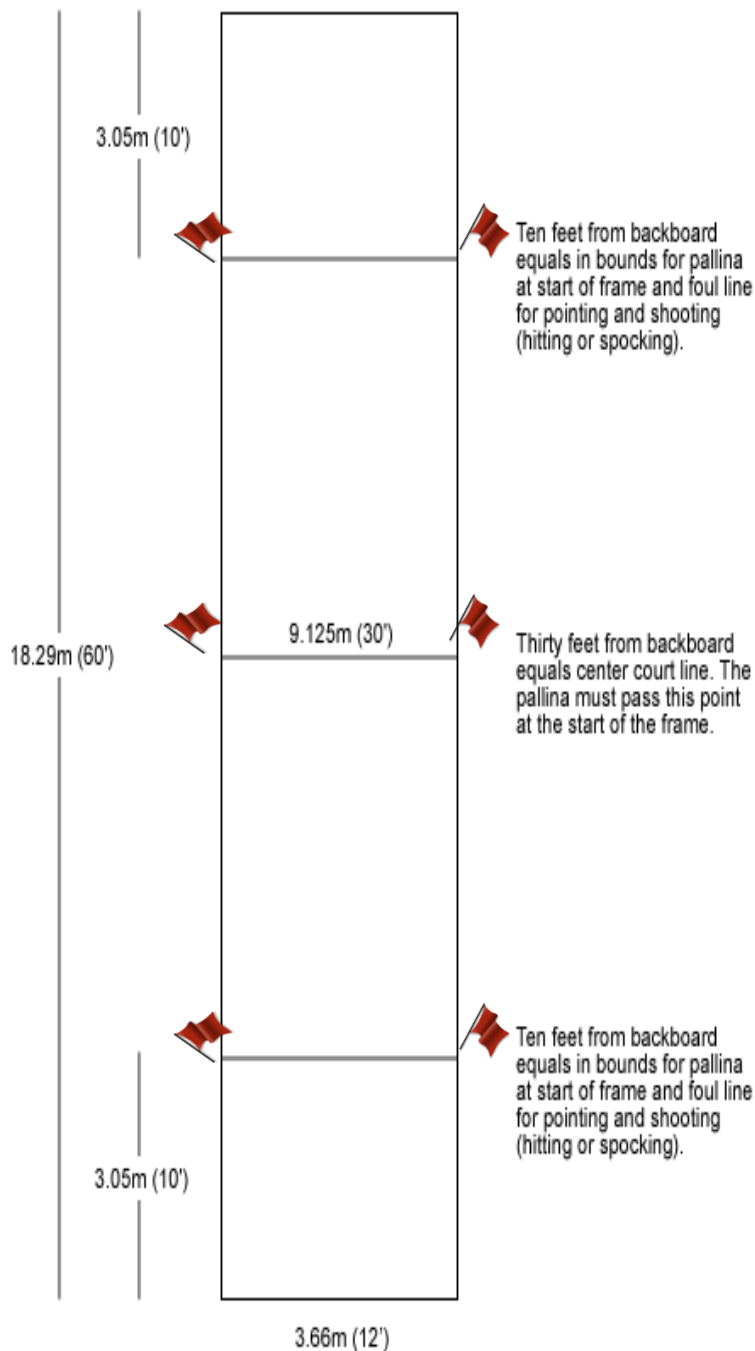 3.05m (10')
Ten feet from backboard
equals in bounds for pallina
at start of frame and foul line
for pointing and shooting
(hitting or spocking).
9.125m (30')
18.29m (60')
Thirty feet from backboard
equals center court line. The
pallina must pass this point
at the start of the frame.
Ten feet from backboard
equals in bounds for pallina
at start of frame and foul line
for pointing and shooting
(hitting or spocking).
3.05m (10')
3.66m (12’)